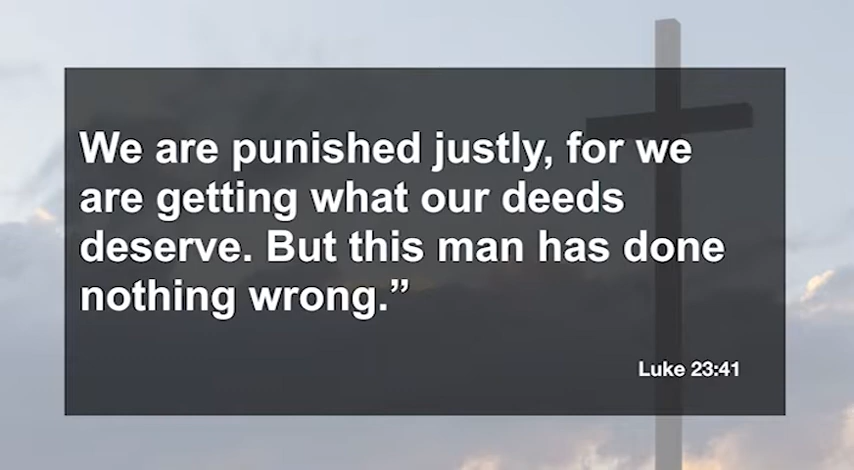 We are punished justly, for we
are getting what our deeds
deserve. But this man has done
nothing wrong.”
Luke 23:41